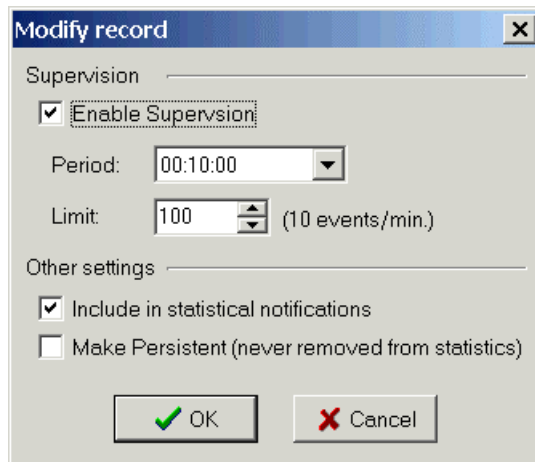 Modify record
Supervision
Enable Supervsion
Period: 00:10:00
Limit: 100 (10 events/min.)
Other settings
Include in statistical notifications
Make Persistent (never removed from statistics)
OK Cancel